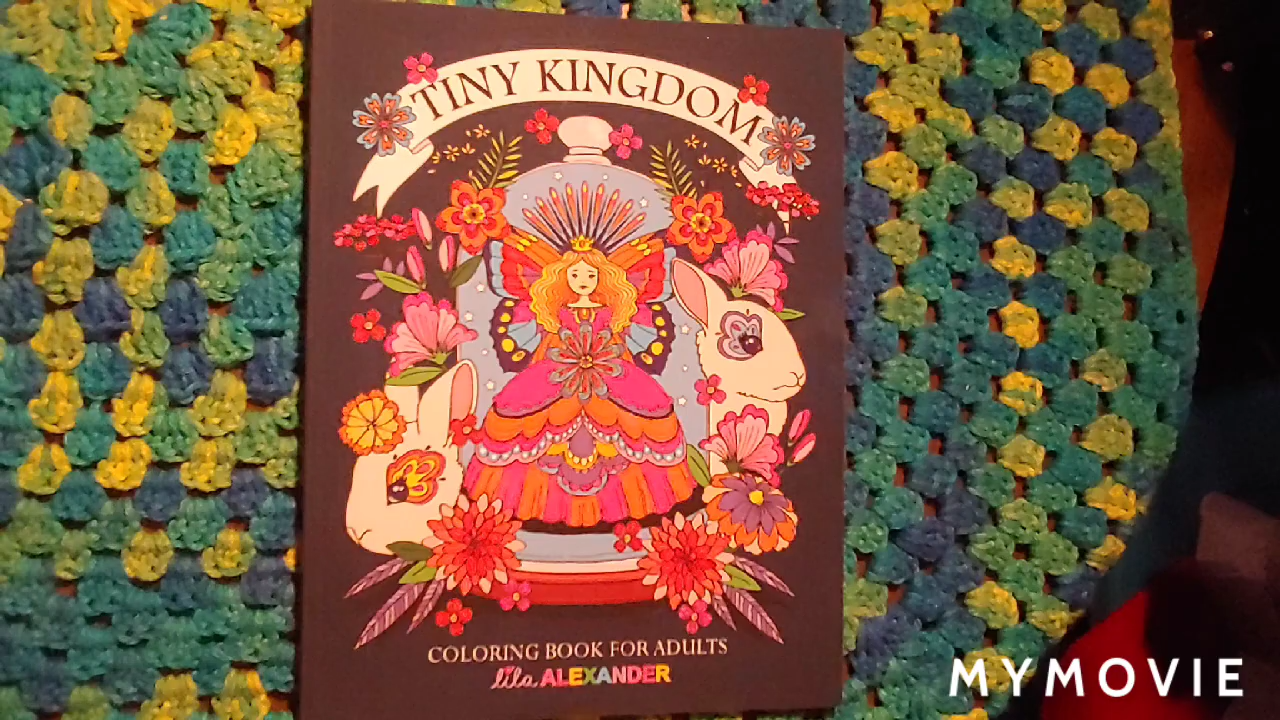 TINY KINGDOM
COLORING BOOK FOR ADULTS
lila ALEXANDER
MYMOVIE